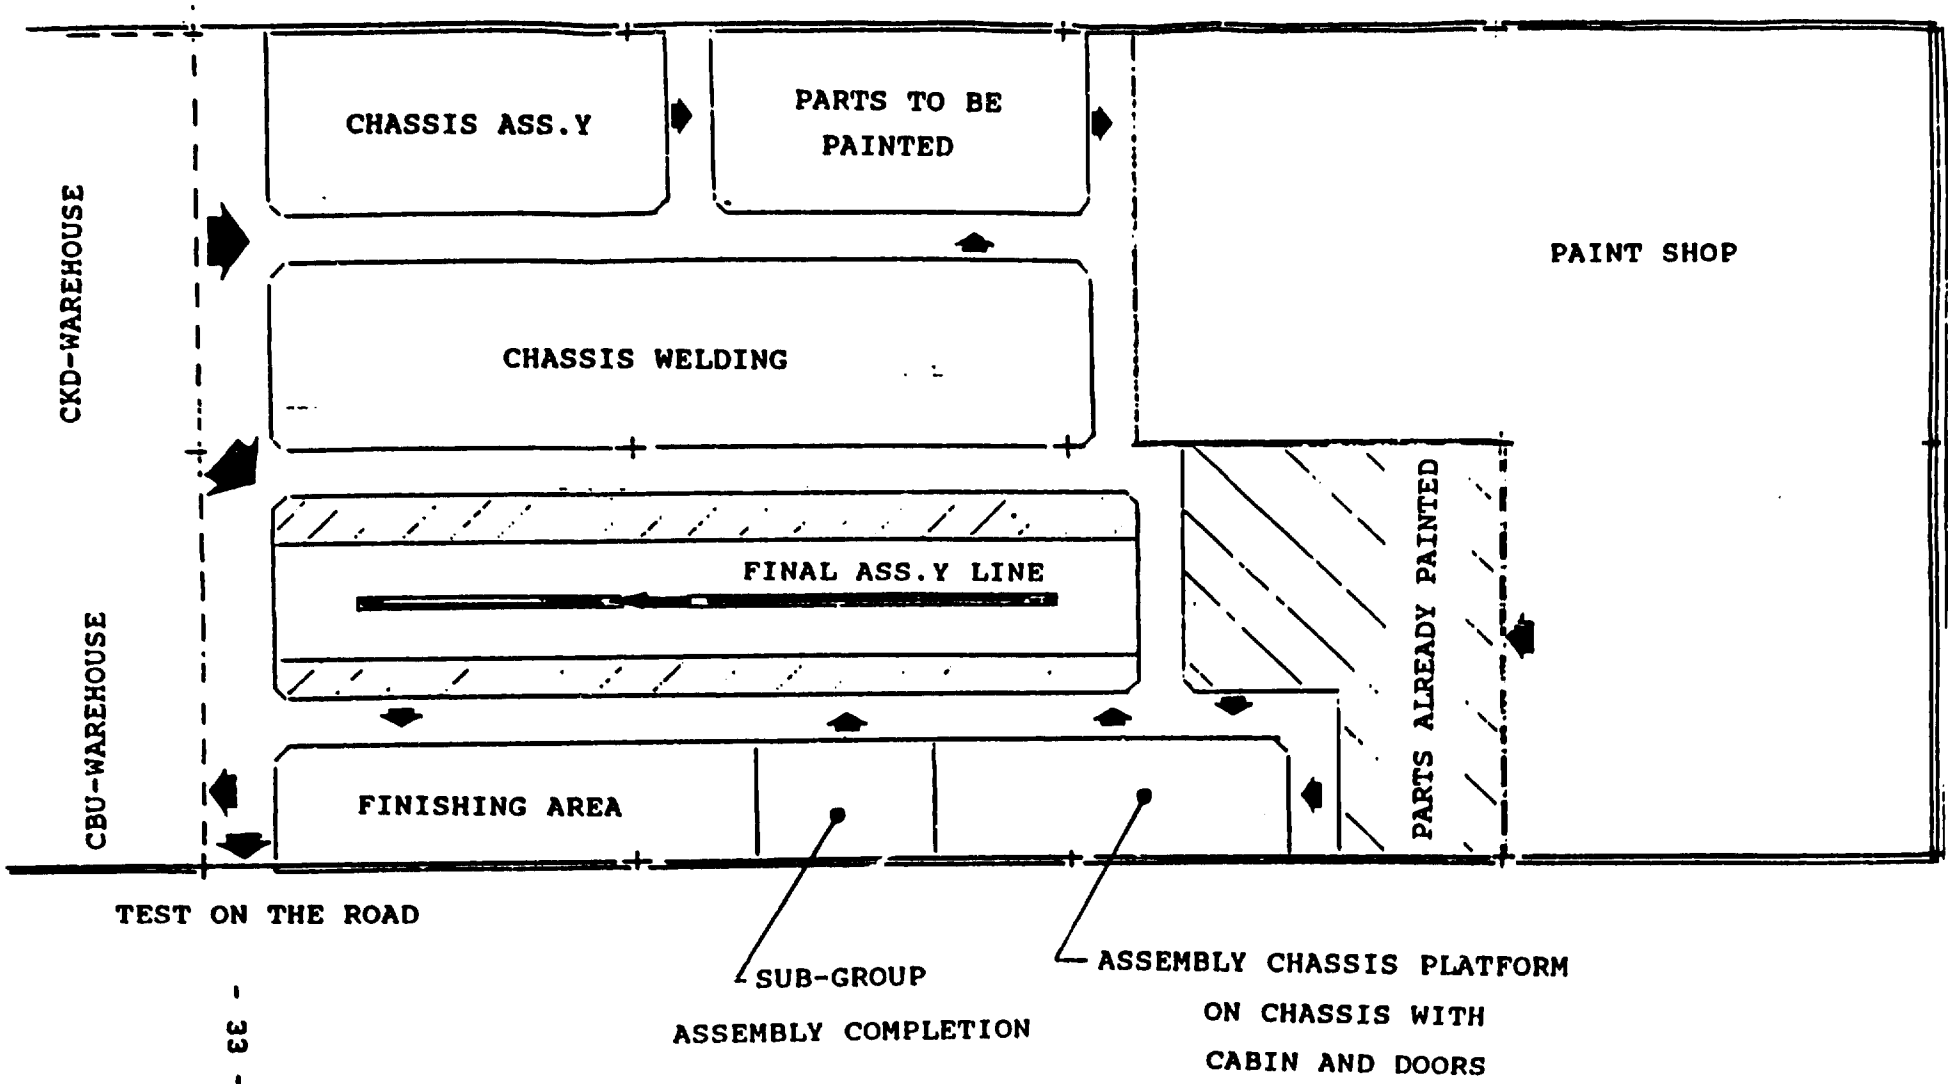 CHASSIS ASS.Y
PARTS TO BE
PAINTED
CKD-WAREHOUSE
PAINT SHOP
CHASSIS WELDING
PARTS ALREADY PAINTED
FINAL ASS.Y LINE
CBU-WAREHOUSE
FINISHING AREA
TEST ON THE ROAD
SUB-GROUP
ASSEMBLY COMPLETION
ASSEMBLY CHASSIS PLATFORM
ON CHASSIS WITH
CABIN AND DOORS
- 33 -